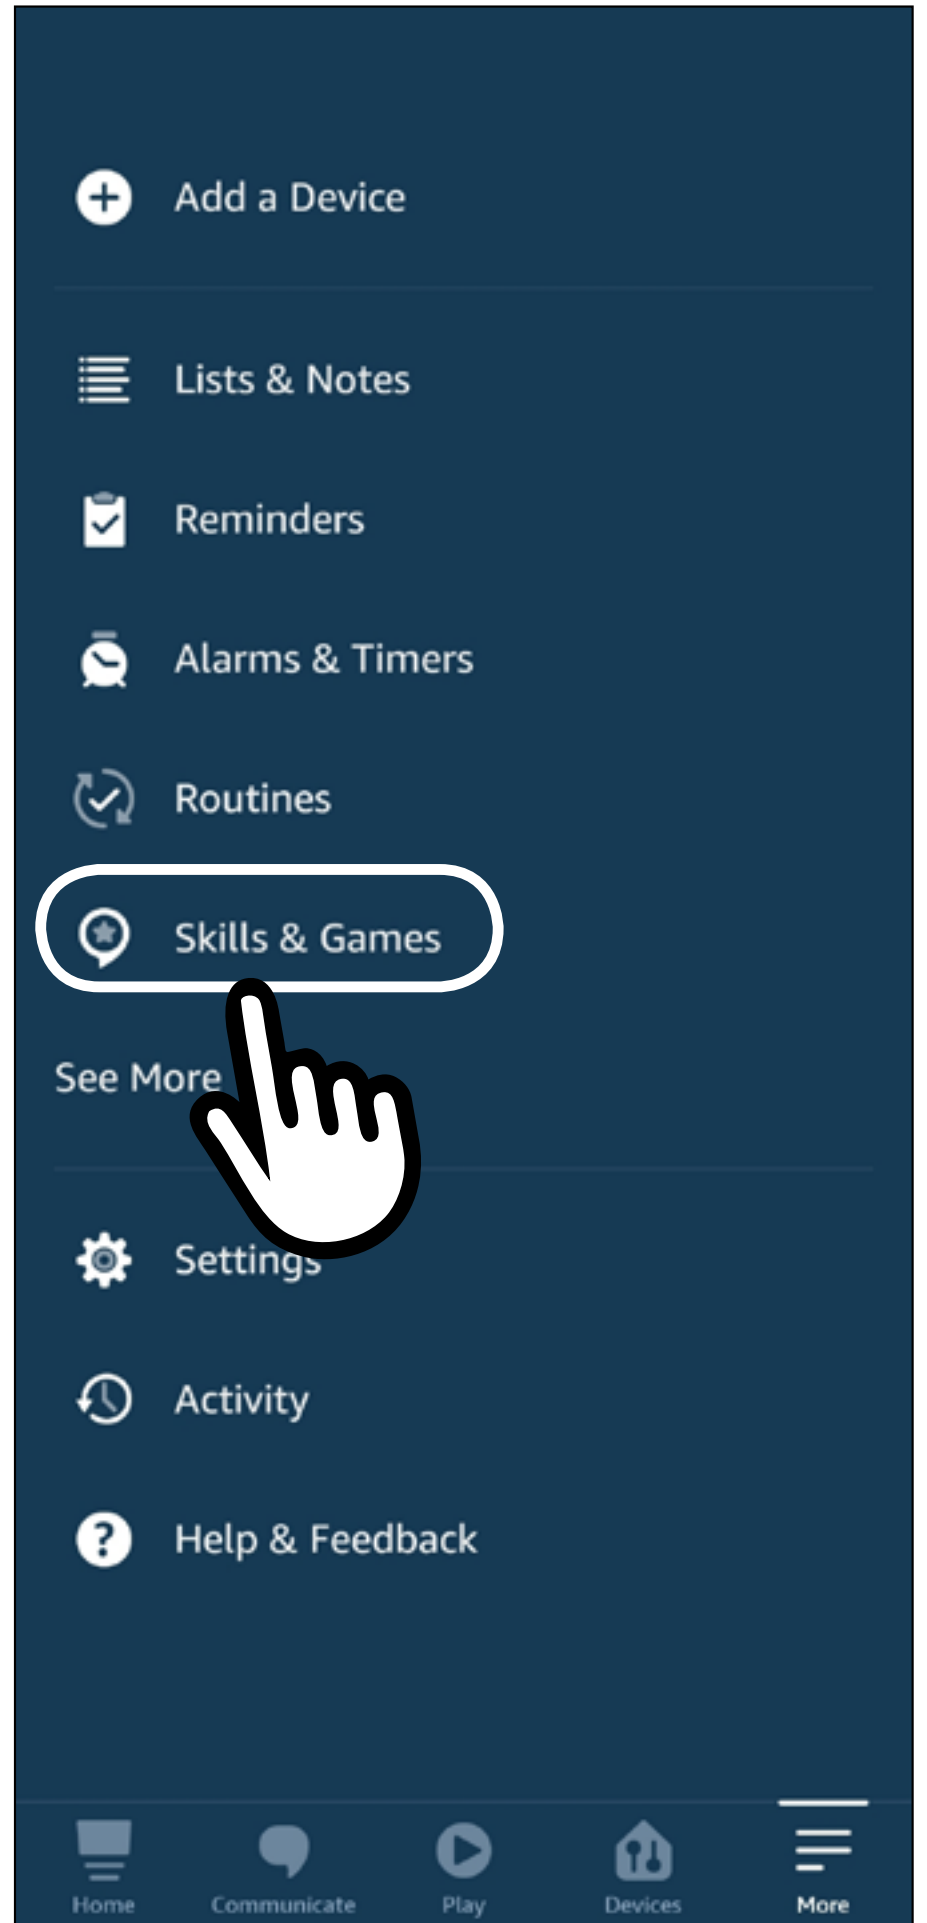 Add a Device
Lists & Notes
Reminders
Alarms & Timers
Routines
Skills & Games
See More
Settings
Activity
Help & Feedback
Home Communicate Play Devices More